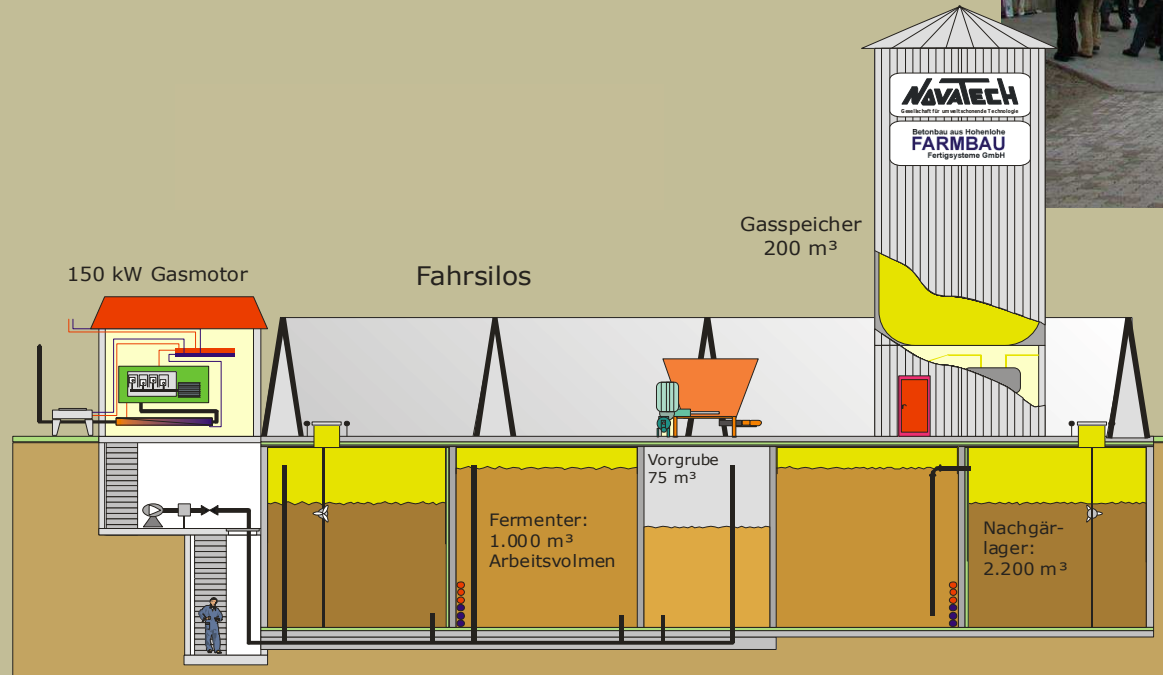 NOVATECH
Gesellschaft für umweltschonende Technologie
Betonbau aus Hohenlohe
FARMBAU
Fertigsysteme GmbH
Gasspeicher
200 m³
150 kW Gasmotor
Fahrsilos
Vorgrube
75 m³
Fermenter:
1.000 m³
Arbeitsvolmen
Nachgär-
lager:
2.200 m³